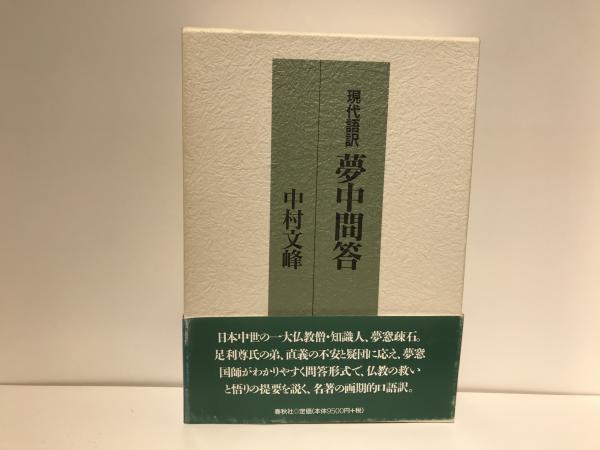 現代語訳 夢中問答
中村文峰
日本中世の一大仏教僧・知識人、夢窓疎石。
足利尊氏の弟、直義の不安と疑団に応え、夢窓
国師がわかりやすく問答形式で、仏教の救い
と悟りの提要を説く、名著の画期的口語訳。
春秋社◎定価(本体9500円+税)